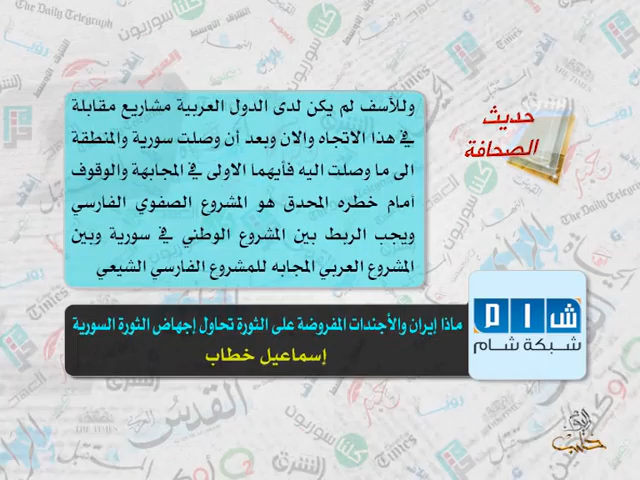 حديث
الصحافة
وللأسف لم يكن لدى الدول العربية مشاريع مقابلة
في هذا الاتجاه والان وبعد أن وصلت سورية والمنطقة
الى ما وصلت اليه فأيهما الاولى في المجابهة والوقوف
أمام خطره المحدق هو المشروع الصفوي الفارسي
ويجب الربط بين المشروع الوطني في سورية وبين
المشروع العربي المجابه للمشروع الفارسي الشيعي
ماذا إيران والأجندات المفروضة على الثورة تحاول إجهاض الثورة السورية
إسماعيل خطاب
شام
شبكة شام
حلب اليوم